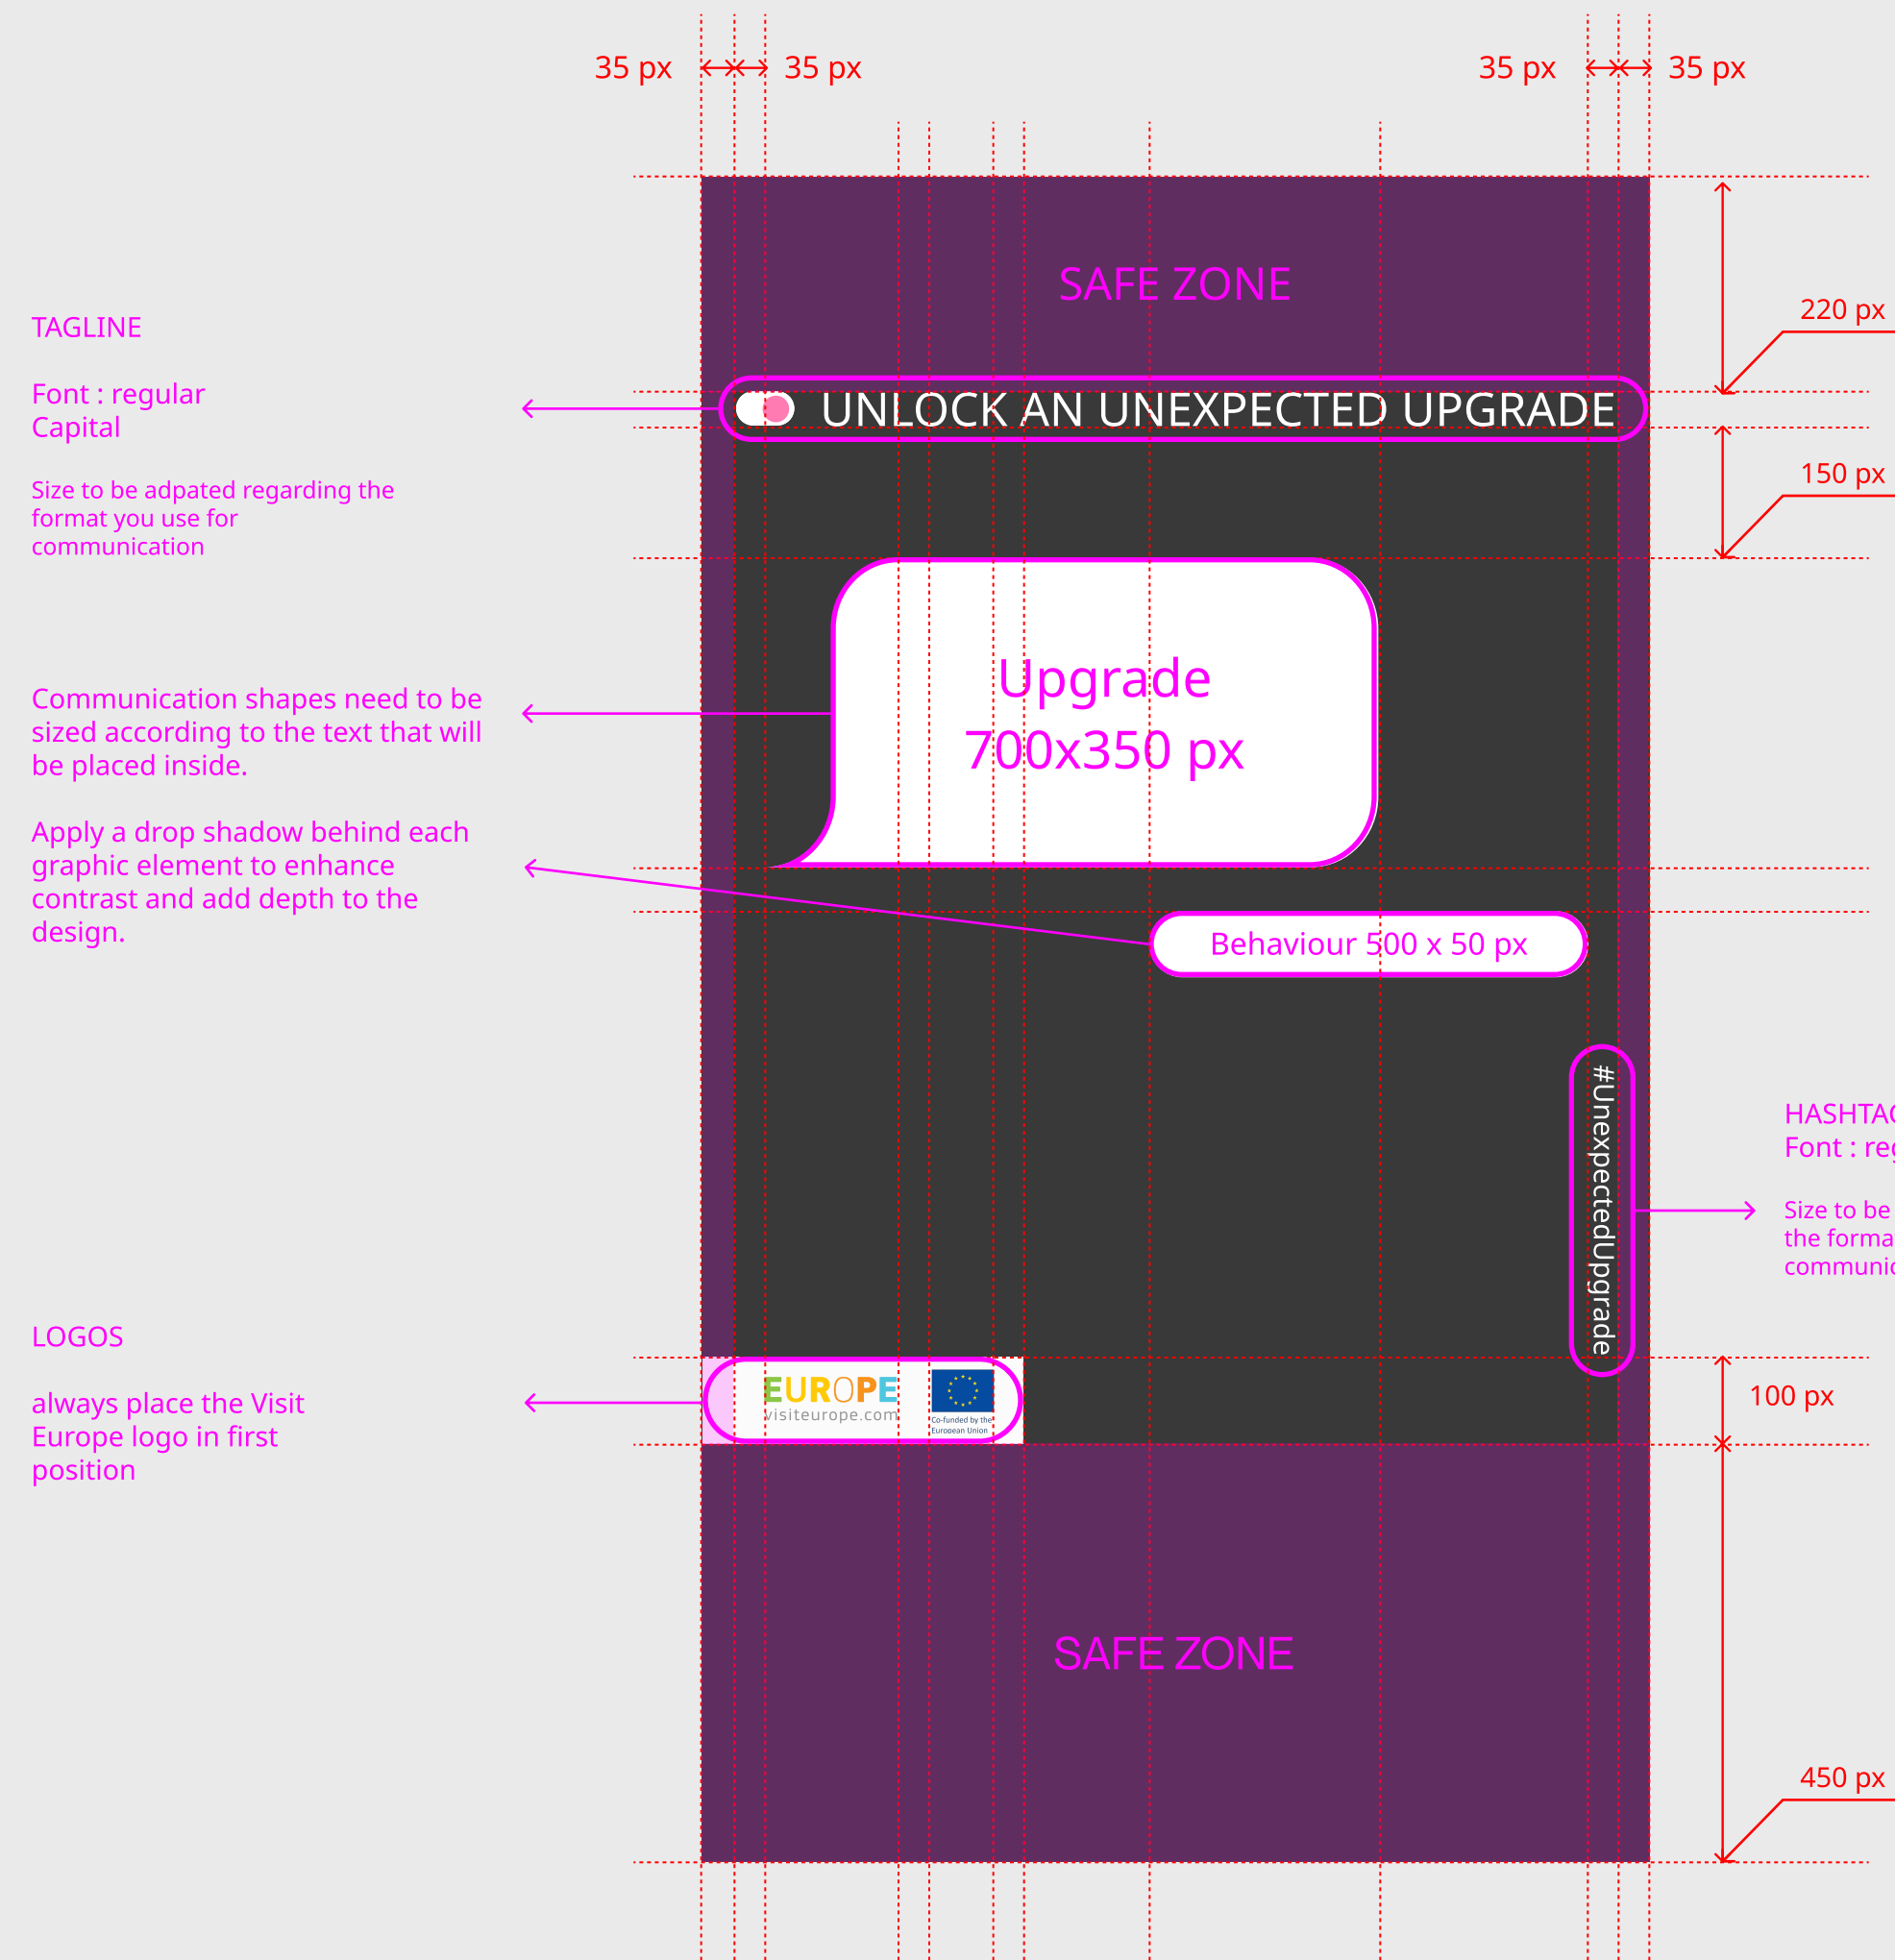 35 px
35 px
35 px
35 px
SAFE ZONE
220 px
TAGLINE
Font : regular
Capital
UNLOCK AN UNEXPECTED UPGRADE
150 px
Size to be adpated regarding the
format you use for
communication
Upgrade
700x350 px
Communication shapes need to be
sized according to the text that will
be placed inside.
Apply a drop shadow behind each
graphic element to enhance
contrast and add depth to the
design.
Behaviour 500 x 50 px
#UnexpectedUpgrade
Font :
Size to be
LOGOS
always place the Visit
Europe logo in first
position
EUROPE
visiteurope.com
Co-funded by the
European Union
100 px
SAFE ZONE
450 px